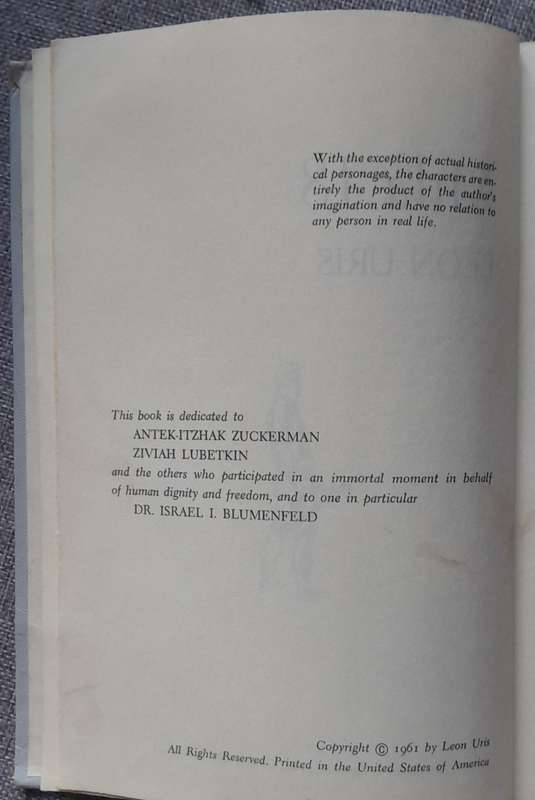 With the exception of actual histori-
cal personages, the characters are en-
tirely the product of the author's
imagination and have no relation to
any person in real life.
LEON URIS
This book is dedicated to
ANTEK-ITZHAK ZUCKERMAN
ZIVIAH LUBETKIN
and the others who participated in an immortal moment in behalf
of human dignity and freedom, and to one in particular
DR. ISRAEL I. BLUMENFELD
Copyright © 1961 by Leon Uris
All Rights Reserved. Printed in the United States of America